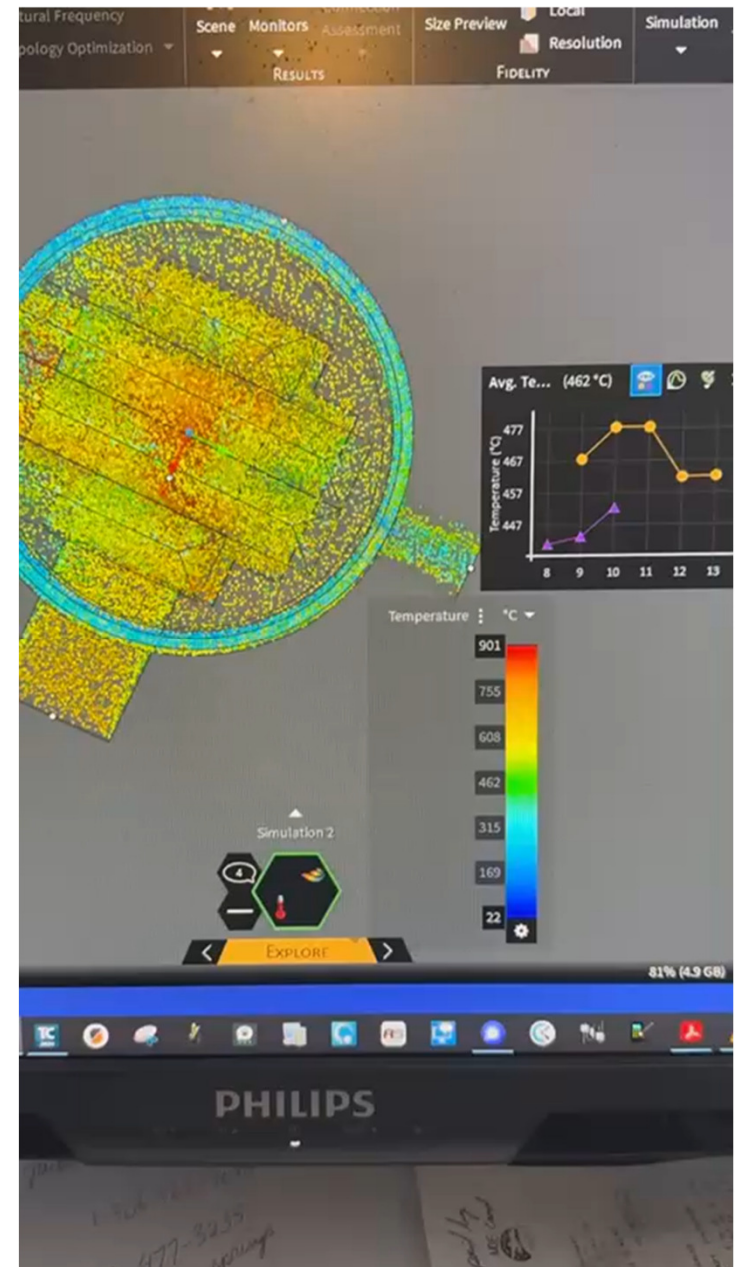 tural Frequency
pology Optimization
Scene Monitors
Assessment
RESULTS
Size Preview
Local
Resolution
FIDELITY
Simulation
Avg. Te... (462 °C)
Temperature (°C)
477
467
457
447
8 9 10 11 12 13
Temperature °C
901
755
608
462
315
169
22
Simulation 2
4
EXPLORE
81% (4.9 GB)
TC
PHILIPS
477-3235